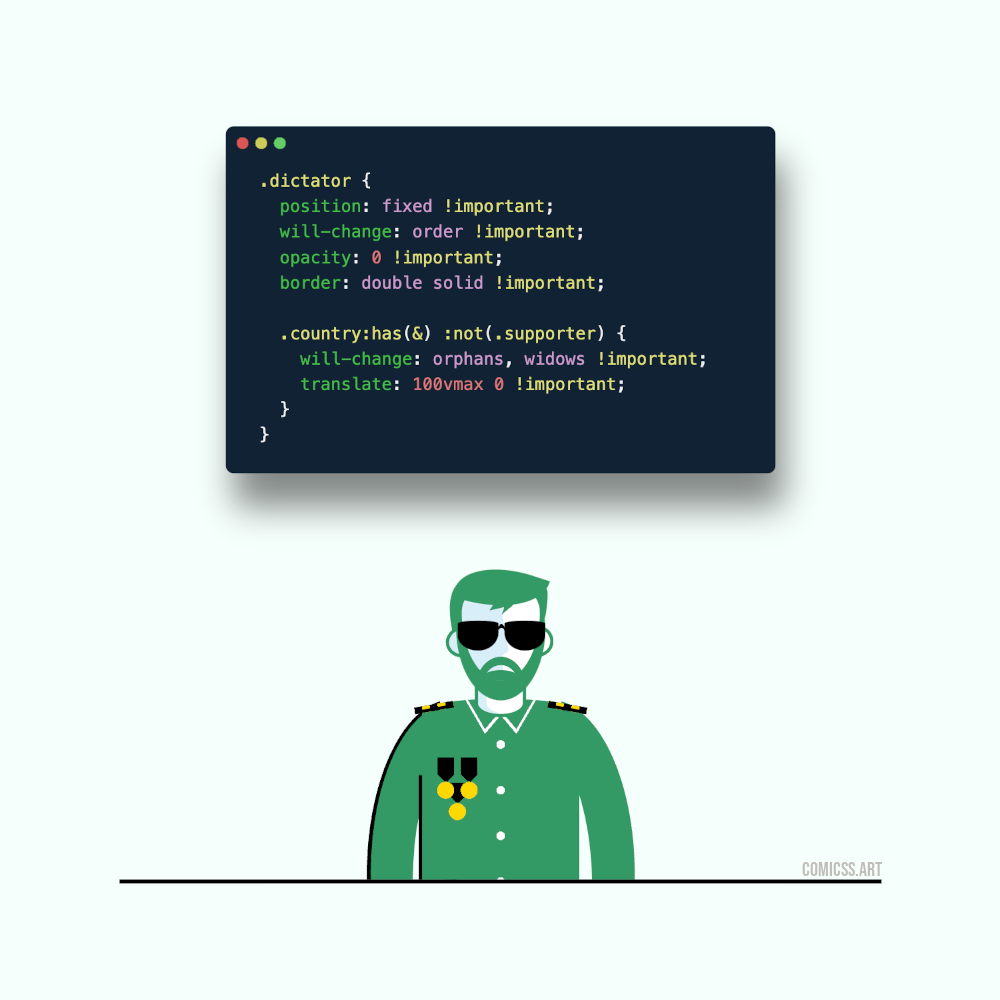 .dictator {
  position: fixed !important;
  will-change: order !important;
  opacity: 0 !important;
  border: double solid !important;

  .country:has(&) :not(.supporter) {
    will-change: orphans, widows !important;
    translate: 100vmax 0 !important;
  }
}
COMICSS.ART